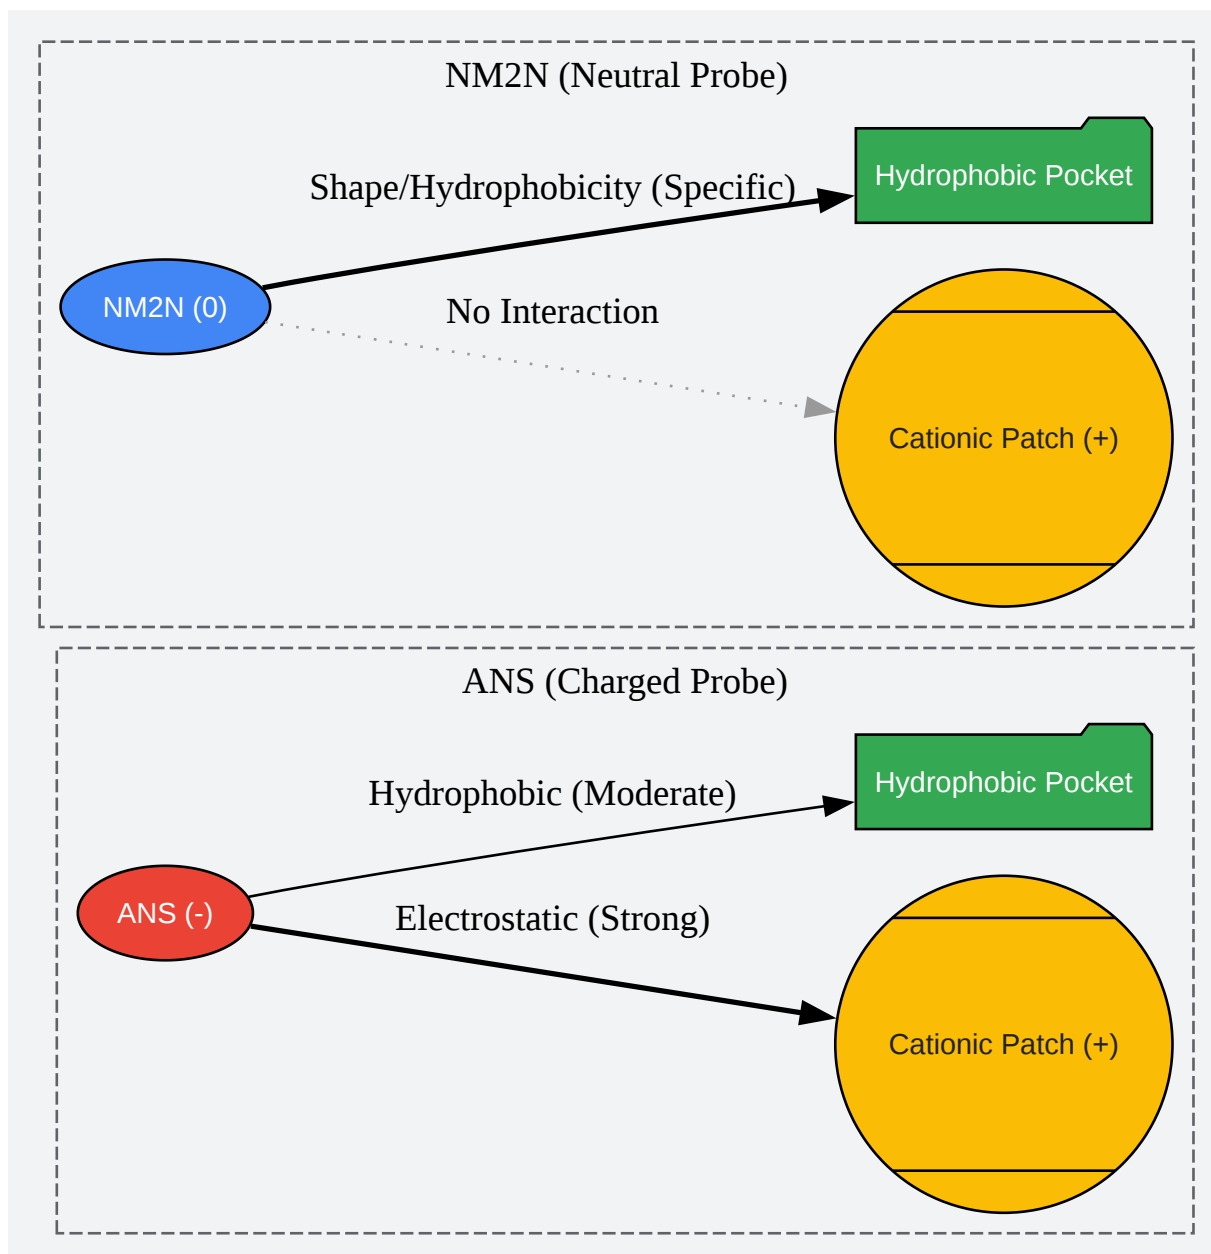 NM2N (Neutral Probe)
Hydrophobic Pocket
Shape/Hydrophobicity (Specific)
NM2N (0)
No Interaction
Cationic Patch (+)
ANS (Charged Probe)
Hydrophobic Pocket
Hydrophobic (Moderate)
ANS (-)
Electrostatic (Strong)
Cationic Patch (+)